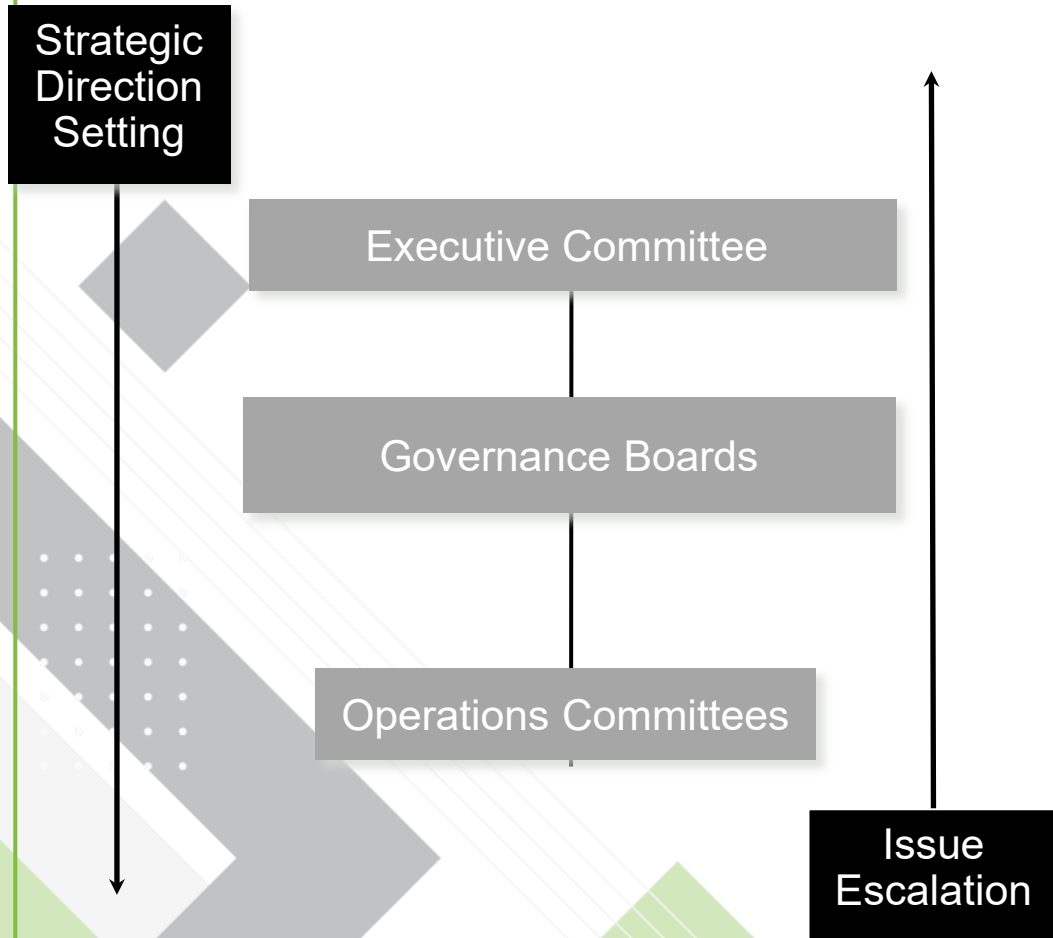 Strategic
Direction
Setting
Executive Committee
Governance Boards
Operations Committees
Issue
Escalation